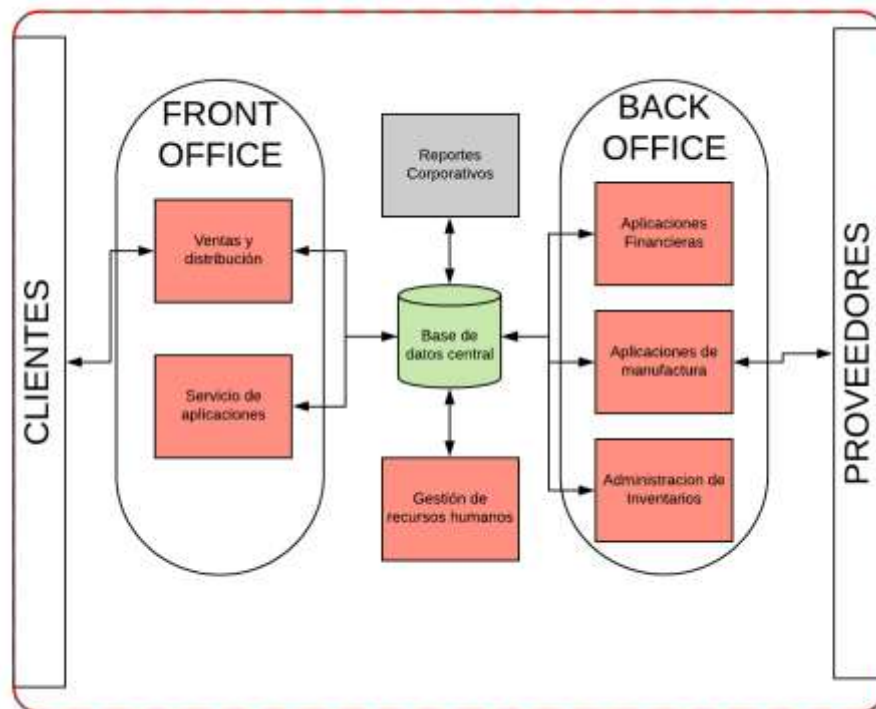 CLIENTES
FRONT
OFFICE
Ventas y
distribución
Servicio de
aplicaciones
Reportes
Corporativos
Base de
datos central
Gestión de
recursos humanos
BACK
OFFICE
Aplicaciones
Financieras
Aplicaciones de
manufactura
Administracion de
Inventarios
PROVEEDORES